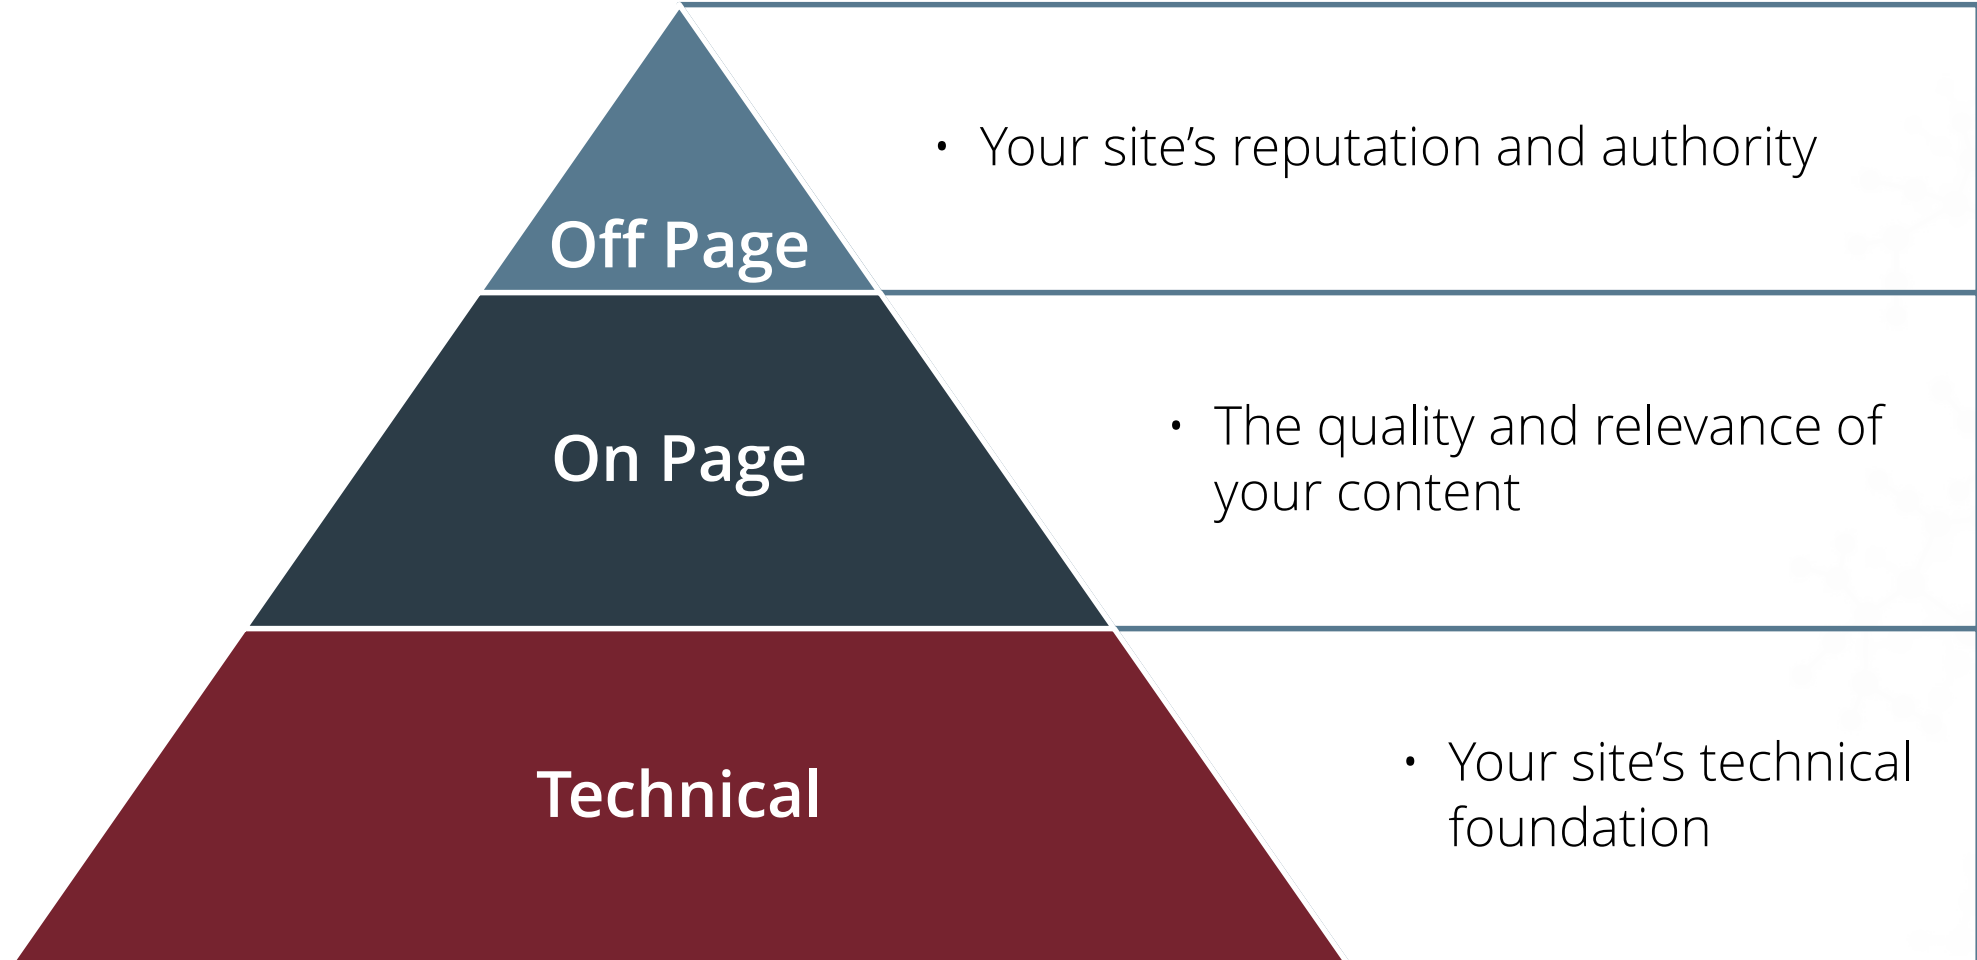 Off Page
• Your site’s reputation and authority
On Page
• The quality and relevance of
your content
Technical
• Your site’s technical
foundation